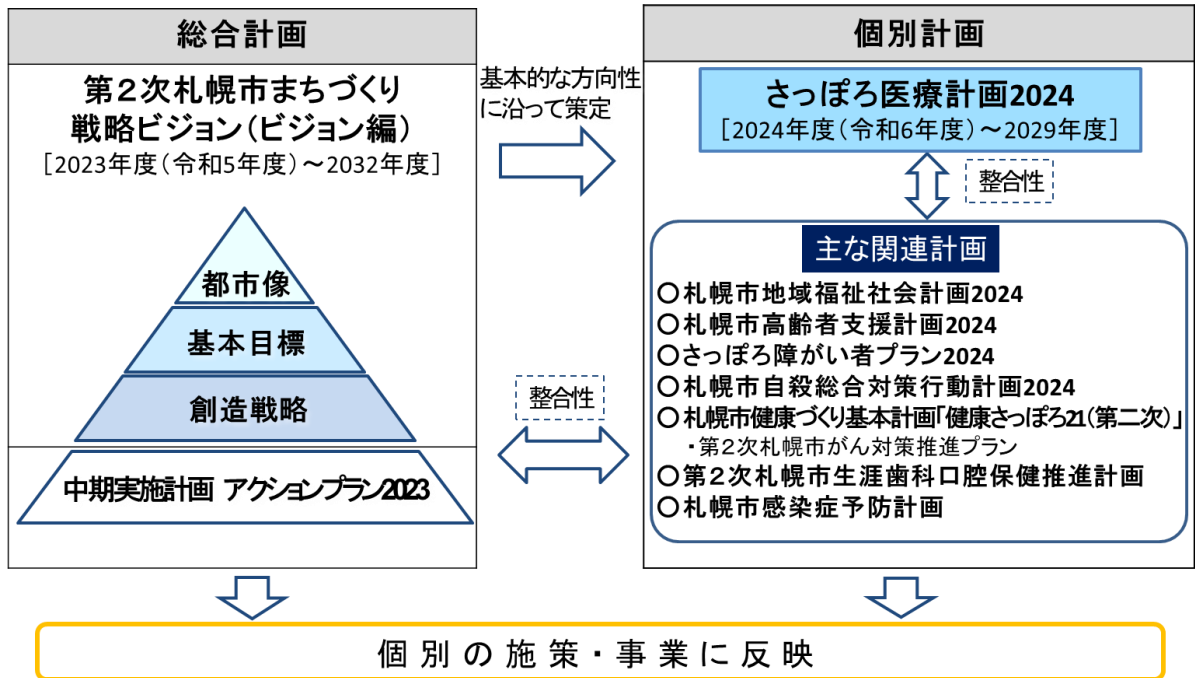 総合計画
第２次札幌市まちづくり
戦略ビジョン（ビジョン編）
［2023年度（令和5年度）～2032年度］
都市像
基本目標
創造戦略
中期実施計画 アクションプラン2023
基本的な方向性
に沿って策定
整合性
個別計画
さっぽろ医療計画2024
［2024年度（令和6年度）～2029年度］
整合性
主な関連計画
〇札幌市地域福祉社会計画2024
〇札幌市高齢者支援計画2024
〇さっぽろ障がい者プラン2024
〇札幌市自殺総合対策行動計画2024
〇札幌市健康づくり基本計画「健康さっぽろ21（第二次）」
・第２次札幌市がん対策推進プラン
〇第２次札幌市生涯歯科口腔保健推進計画
〇札幌市感染症予防計画
個別の施策・事業に反映